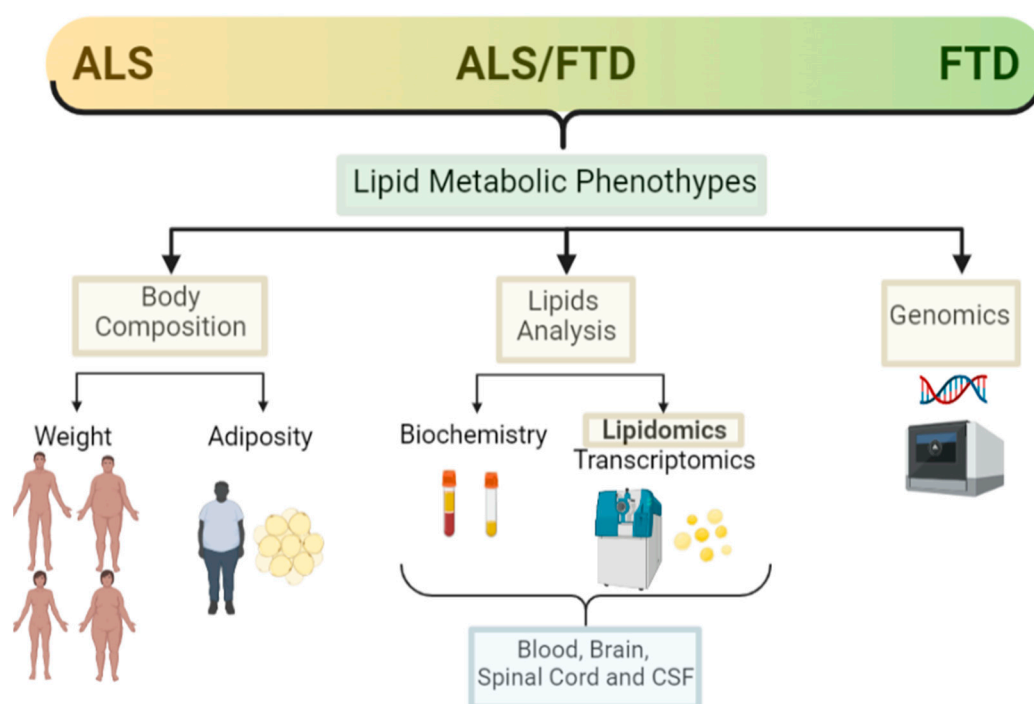 ALS ALS/FTD FTD
Lipid Metabolic Phenothypes
Body
Composition
Lipids
Analysis
Genomics
Weight
Adiposity
Biochemistry
Lipidomics
Transcriptomics
Blood, Brain,
Spinal Cord and CSF